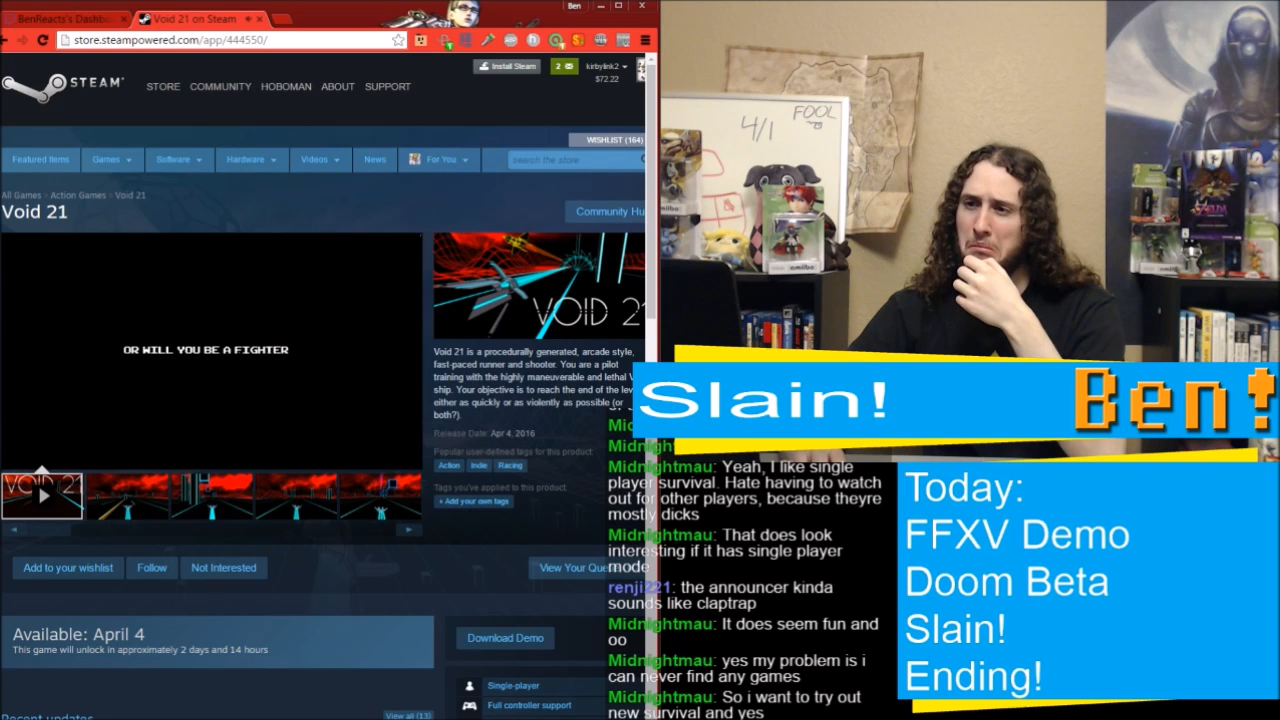 BenReacts's Dashbo
Void 21 on Steam
Ben
store.steampowered.com/app/444550/
STEAM
STORE COMMUNITY HOBOMAN ABOUT SUPPORT
Install Steam
2
kirbylink2
$72.22
WISHLIST (164)
Featured Items
Games
Software
Hardware
Videos
News
For You
search the store
All Games > Action Games > Void 21
Void 21
Community Hu
OR WILL YOU BE A FIGHTER
VOID 21
Void 21 is a procedurally generated, arcade style,
fast-paced runner and shooter. You are a pilot
training with the highly maneuverable and lethal V
ship. Your objective is to reach the end of the leve
either as quickly or as violently as possible (or
both?).
Release Date: Apr 4, 2016
Popular user-defined tags for this product:
Action
Indie
Racing
Tags you've applied to this product:
+ Add your own tags
Add to your wishlist
Follow
Not Interested
View Your Que
Available: April 4
This game will unlock in approximately 2 days and 14 hours
Download Demo
Single-player
Full controller support
Recent updates
View all (13)
4/1
FOOL
amiibo
ZELDA
Slain!
Ben!
Midnightmau: Yeah, I like single
player survival. Hate having to watch
out for other players, because theyre
mostly dicks
Midnightmau: That does look
interesting if it has single player
mode
renji221: the announcer kinda
sounds like claptrap
Midnightmau: It does seem fun and
oo
Midnightmau: yes my problem is i
can never find any games
Midnightmau: So i want to try out
new survival and yes
Today:
FFXV Demo
Doom Beta
Slain!
Ending!